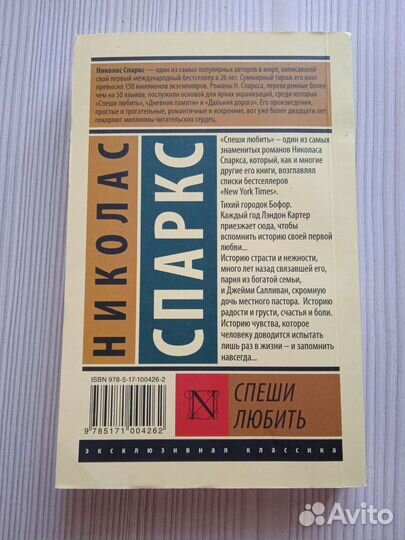 Николас Спаркс — один из самых популярных авторов в мире, написавший
свой первый международный бестселлер в 26 лет. Суммарный тираж его книг
превысил 150 миллионов экземпляров. Романы Н. Спаркса, переведенные более
чем на 50 языков, послужили основой для ярких экранизаций, среди которых
«Спеши любить», «Дневник памяти» и «Дальняя дорога». Его произведения,
простые и трогательные, романтичные и искренние, вот уже более двадцати лет
покоряют миллионы читательских сердец.
НИКОЛАС
СПАРКС
«Спеши любить» – один из самых
знаменитых романов Николаса
Спаркса, который, как и многие
другие его книги, возглавлял
списки бестселлеров
«New York Times».
Тихий городок Бофор.
Каждый год Лэндон Картер
приезжает сюда, чтобы
вспомнить историю своей первой
любви...
Историю страсти и нежности,
много лет назад связавшей его,
парня из богатой семьи,
и Джейми Салливан, скромную
дочь местного пастора. Историю
радости и грусти, счастья и боли.
Историю чувства, которое
человеку доводится испытать
лишь раз в жизни – и запомнить
навсегда...
ISBN 978-5-17-100426-2
9 785171 004262
N
СПЕШИ
ЛЮБИТЬ
эксклюзивная классика
Avito